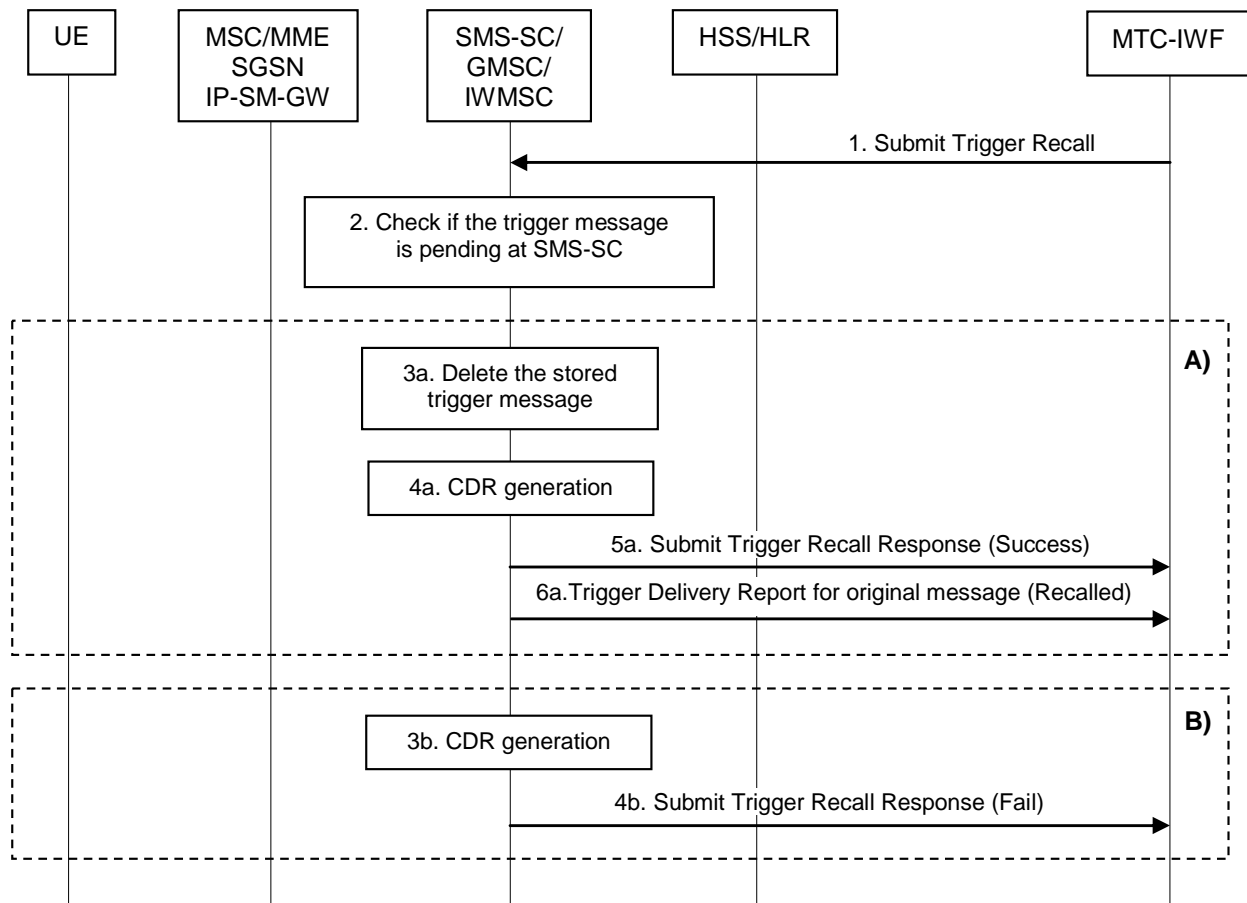 UE
MSC/MME
SGSN
IP-SM-GW
SMS-SC/
GMSC/
IWMSC
HSS/HLR
MTC-IWF
1. Submit Trigger Recall
2. Check if the trigger message
is pending at SMS-SC
A)
3a. Delete the stored
trigger message
4a. CDR generation
5a. Submit Trigger Recall Response (Success)
6a.Trigger Delivery Report for original message (Recalled)
B)
3b. CDR generation
4b. Submit Trigger Recall Response (Fail)